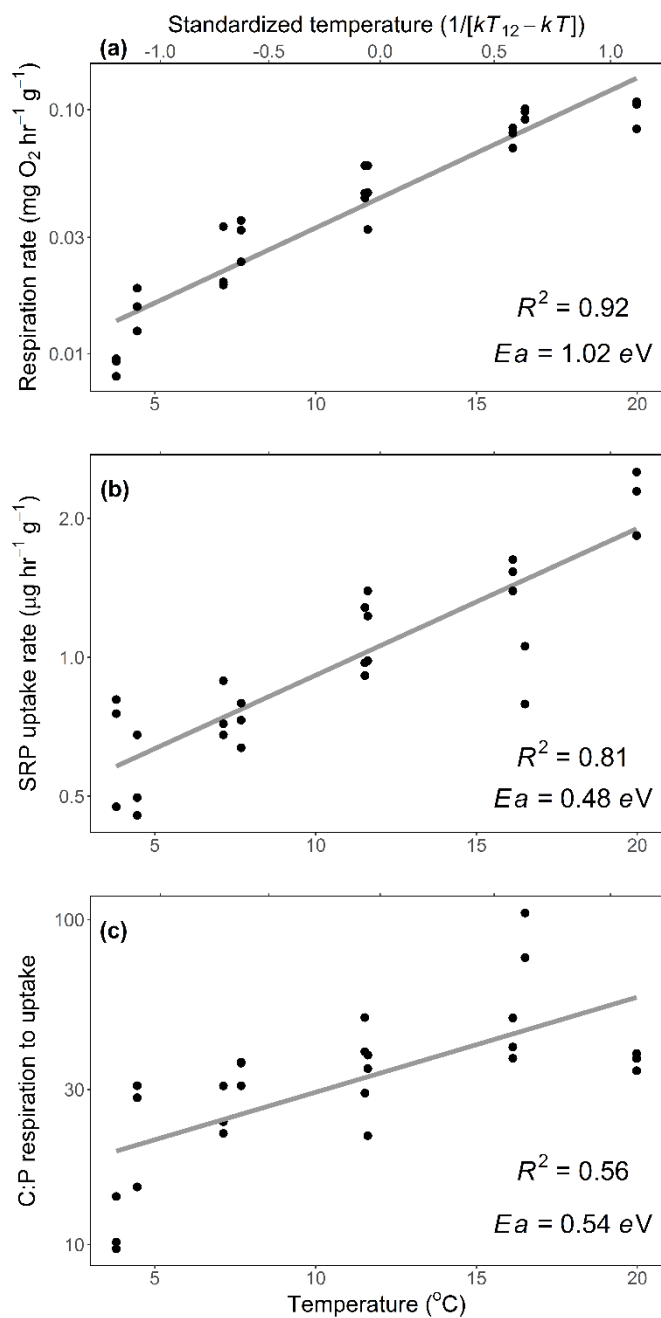 Standardized temperature (1/[kT₁₂ − kT])
-1.0 -0.5 0.0 0.5 1.0
(a)
Respiration rate (mg O₂ hr⁻¹ g⁻¹)
0.10
0.03
0.01
R² = 0.92
Ea = 1.02 eV
5 10 15 20
(b)
SRP uptake rate (μg hr⁻¹ g⁻¹)
2.0
1.0
0.5
R² = 0.81
Ea = 0.48 eV
5 10 15 20
(c)
C:P respiration to uptake
100
30
10
R² = 0.56
Ea = 0.54 eV
5 10 15 20
Temperature (°C)